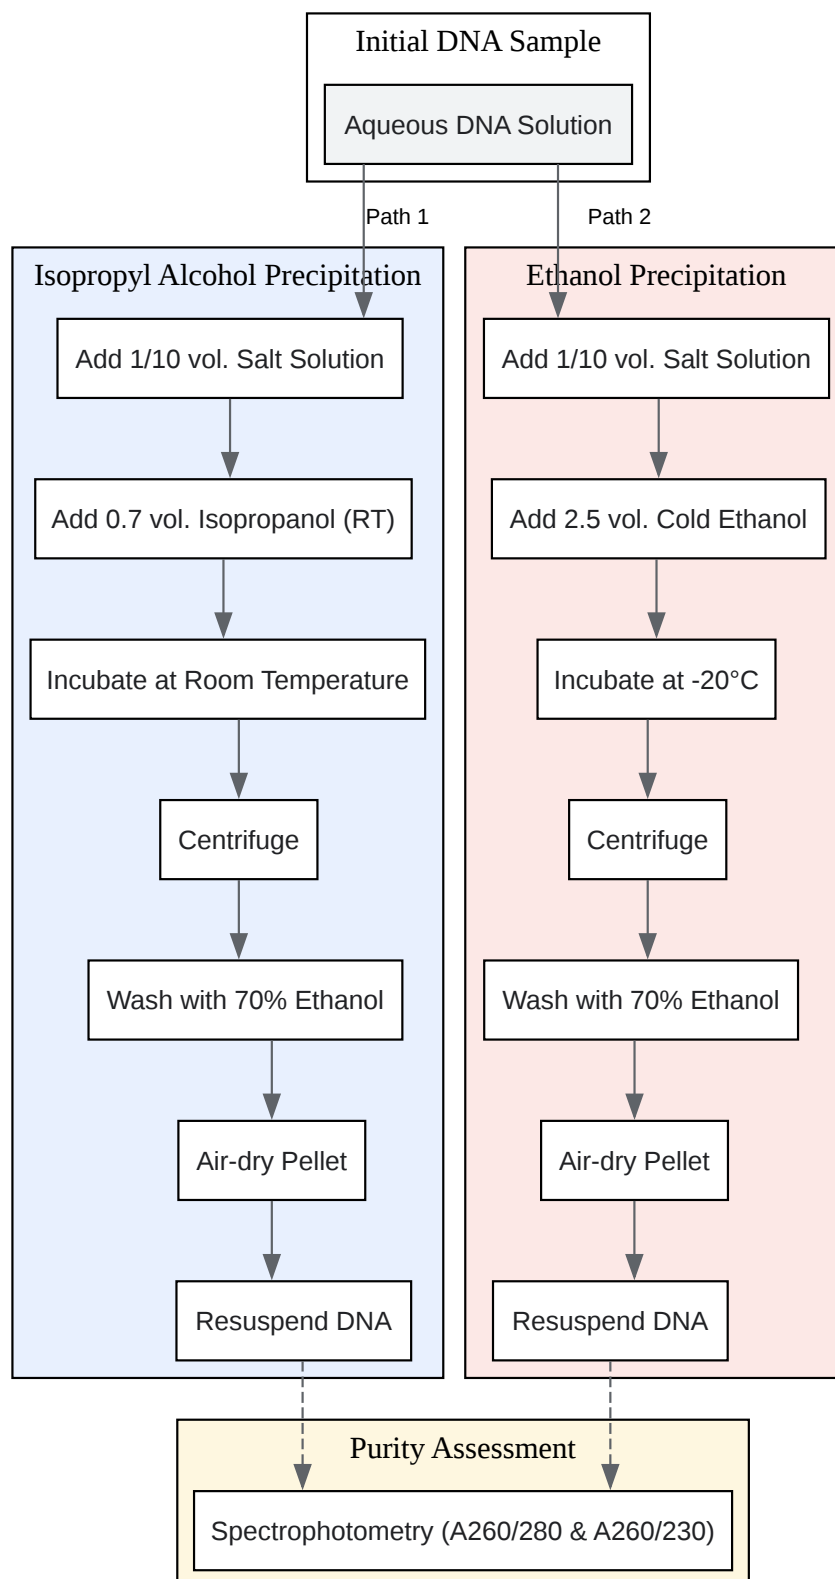 Initial DNA Sample
Aqueous DNA Solution
Path 1
Path 2
Isopropyl Alcohol Precipitation
Add 1/10 vol. Salt Solution
Add 0.7 vol. Isopropanol (RT)
Incubate at Room Temperature
Centrifuge
Wash with 70% Ethanol
Air-dry Pellet
Resuspend DNA
Ethanol Precipitation
Add 1/10 vol. Salt Solution
Add 2.5 vol. Cold Ethanol
Incubate at -20°C
Centrifuge
Wash with 70% Ethanol
Air-dry Pellet
Resuspend DNA
Purity Assessment
Spectrophotometry (A260/280 & A260/230)